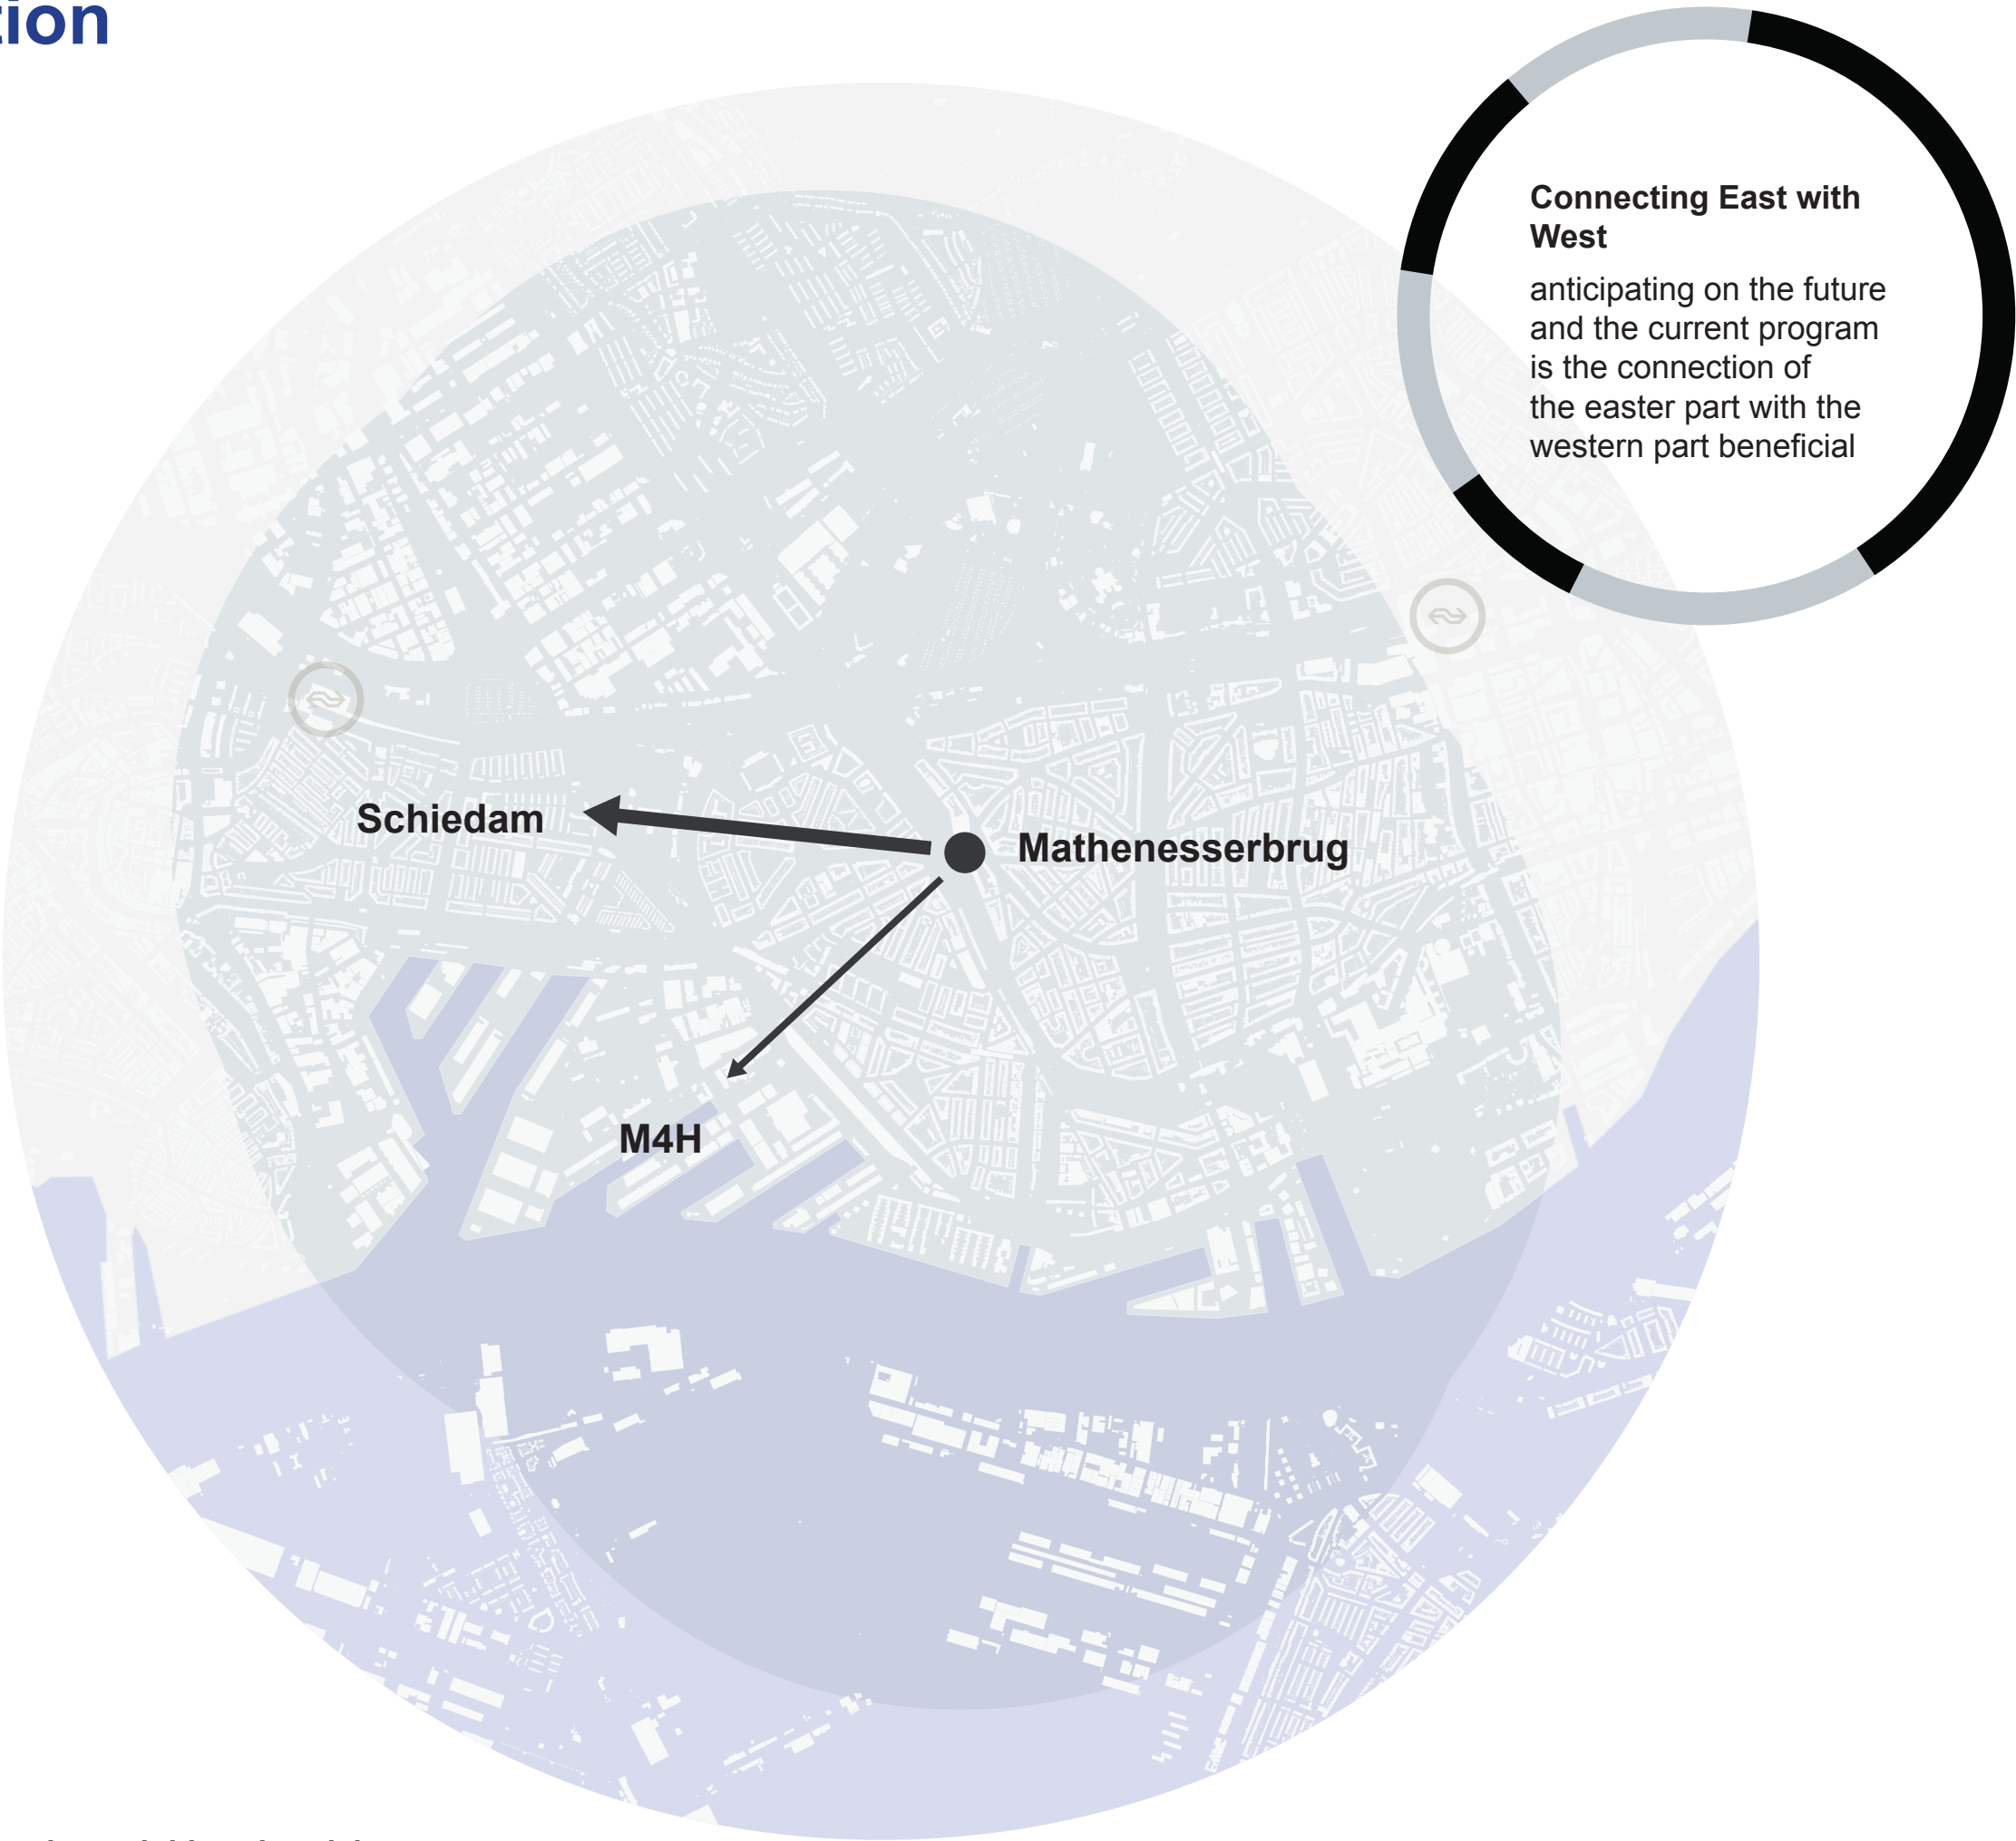 tion
Connecting East with
West
anticipating on the future
and the current program
is the connection of
the easter part with the
western part beneficial
Schiedam
Mathenesserbrug
M4H